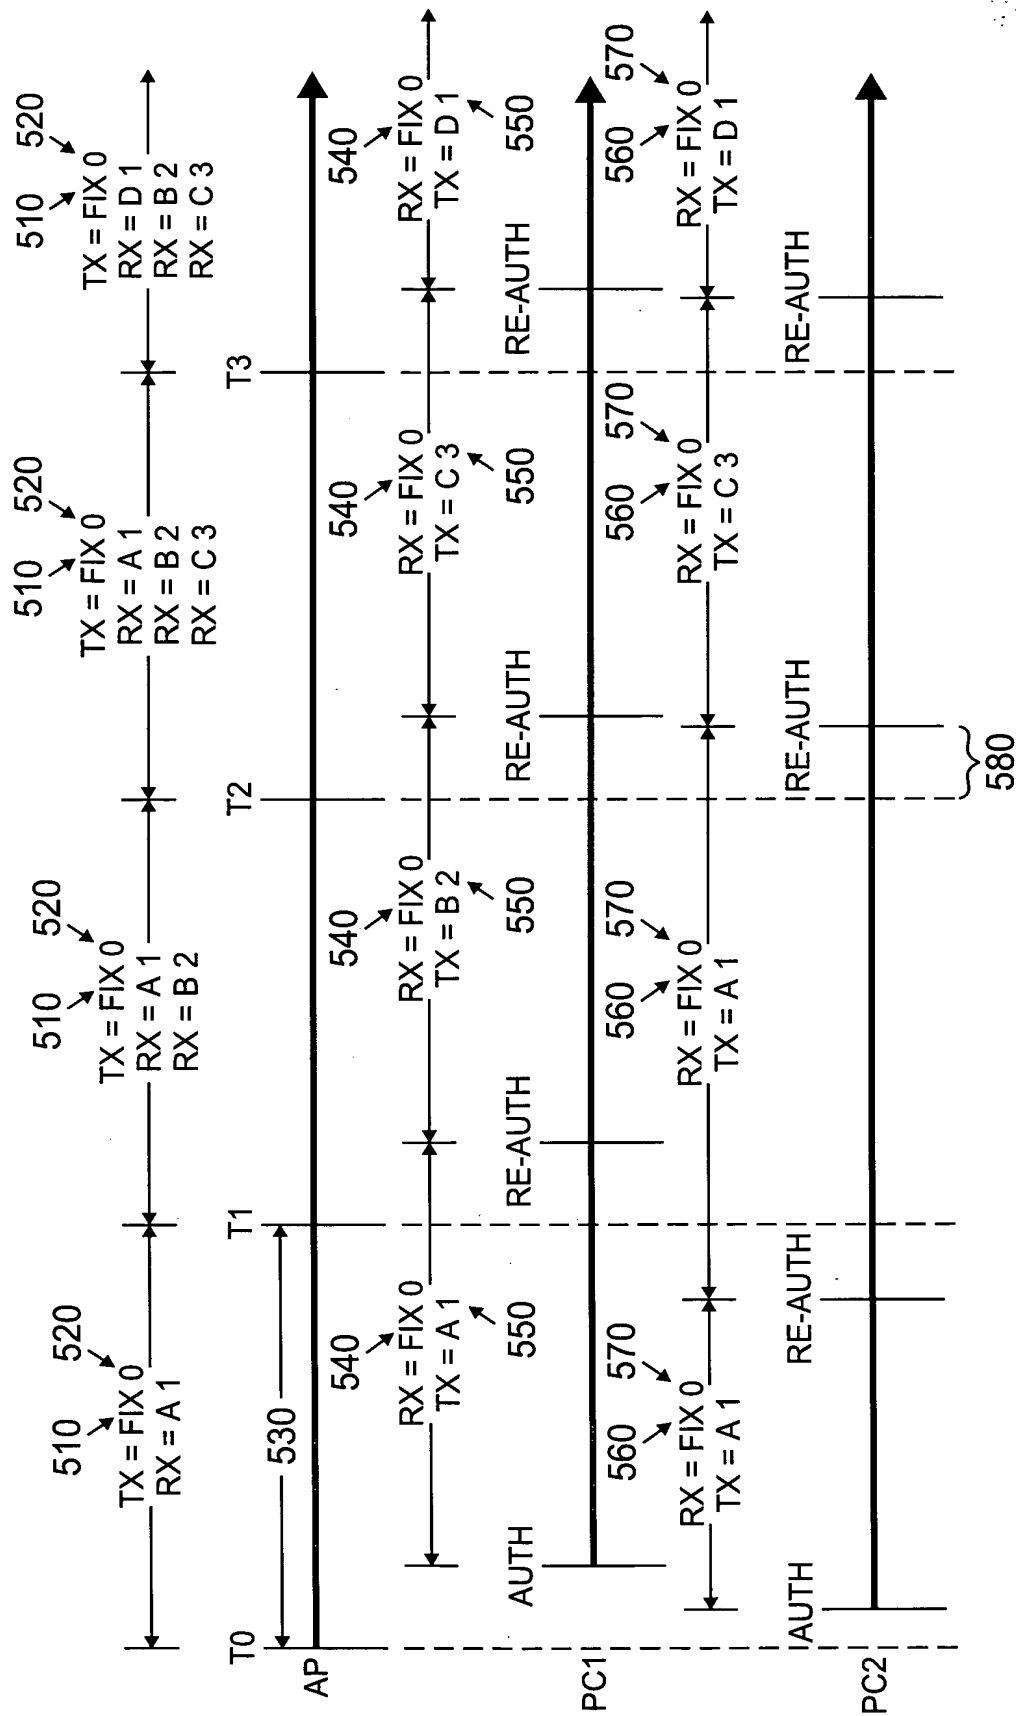 510 520
TX = FIX 0
RX = A 1
510 520
TX = FIX 0
RX = A 1
RX = B 2
510 520
TX = FIX 0
RX = A 1
RX = B 2
RX = C 3
510 520
TX = FIX 0
RX = D 1
RX = B 2
RX = C 3
T0 T1 T2 T3
530
AP
540
RX = FIX 0
TX = A 1
550
540
RX = FIX 0
TX = B 2
550
540
RX = FIX 0
TX = C 3
550
540
RX = FIX 0
TX = D 1
550
AUTH RE-AUTH RE-AUTH RE-AUTH
PC1
560 570
RX = FIX 0
TX = A 1
560 570
RX = FIX 0
TX = A 1
560 570
RX = FIX 0
TX = C 3
560 570
RX = FIX 0
TX = D 1
AUTH RE-AUTH RE-AUTH RE-AUTH
PC2
580